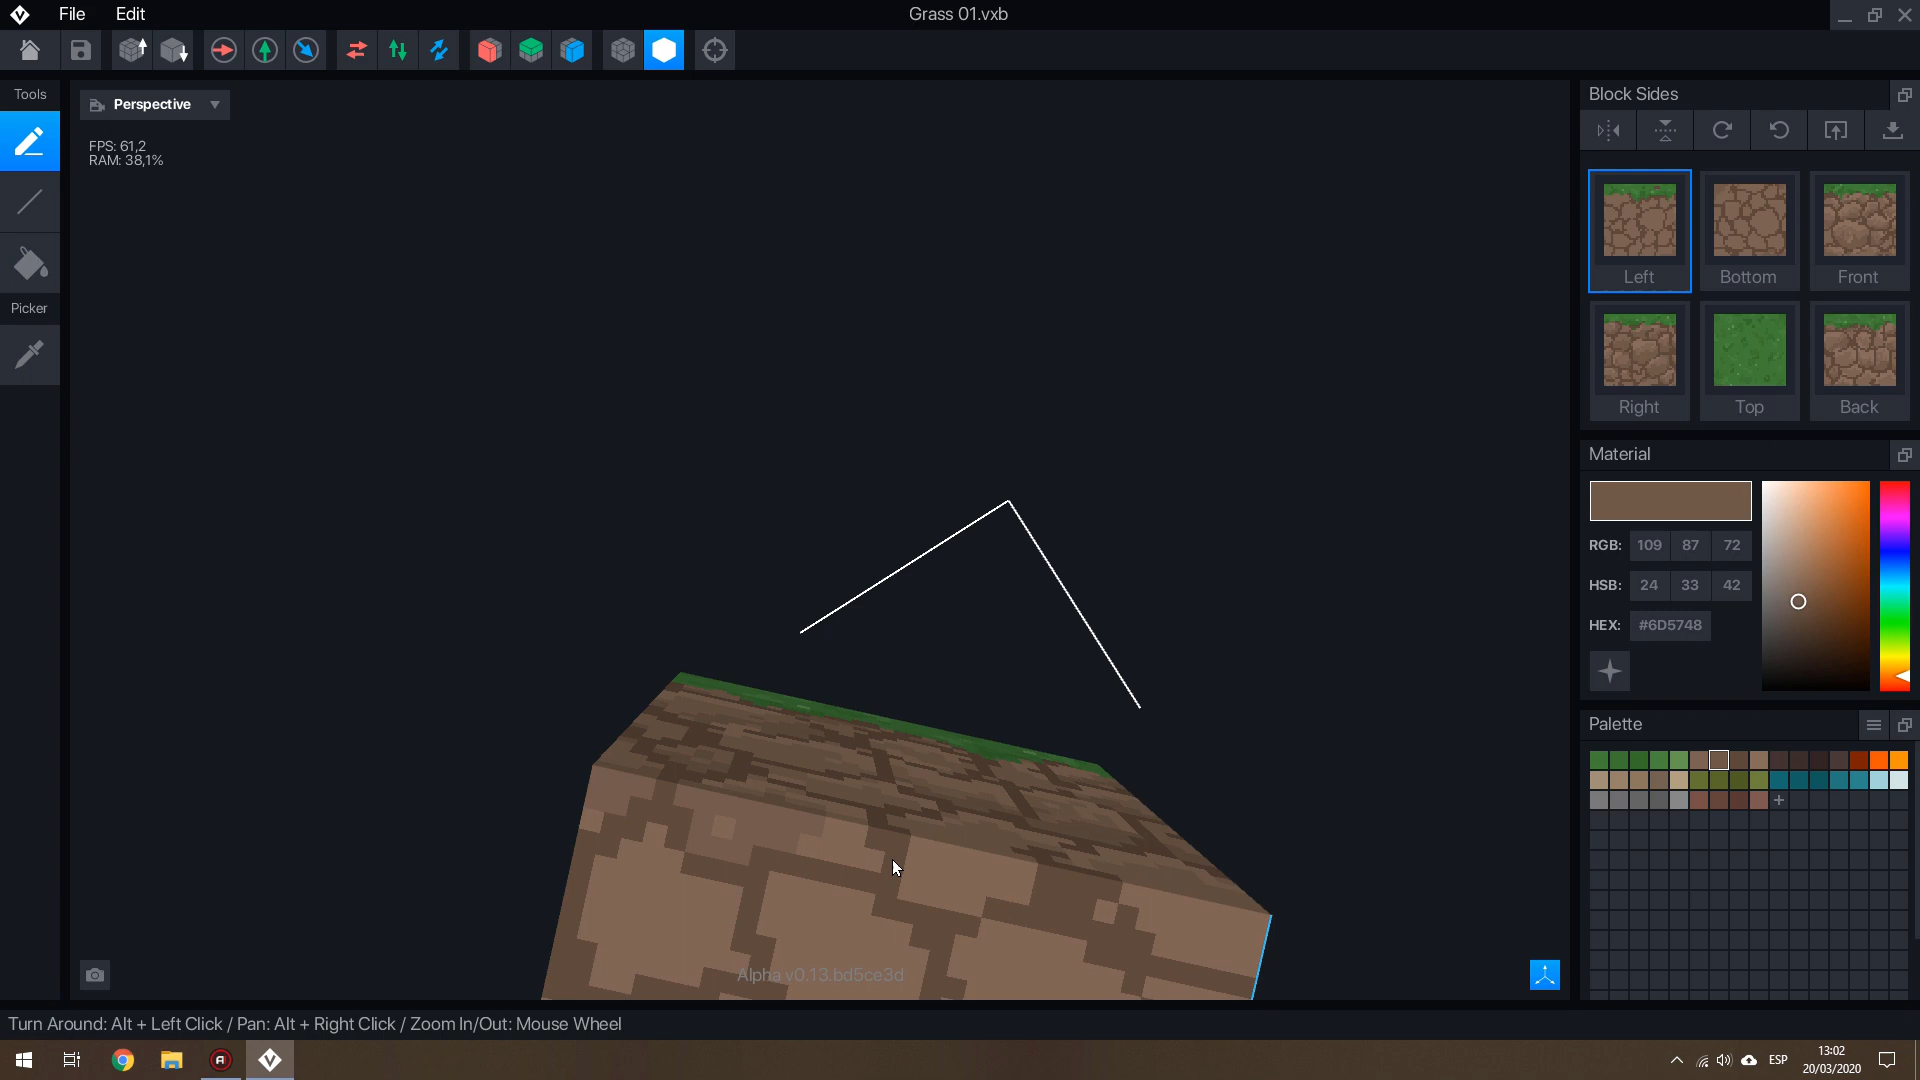 File Edit Grass 01.vxb
Tools
Perspective
FPS: 61,2
RAM: 38,1%
Picker
Block Sides
Left Bottom Front
Right Top Back
Material
RGB: 109 87 72
HSB: 24 33 42
HEX: #6D5748
Palette
Alpha v0.13.bd5ce3d
Turn Around: Alt + Left Click / Pan: Alt + Right Click / Zoom In/Out: Mouse Wheel
ESP
13:02
20/03/2020